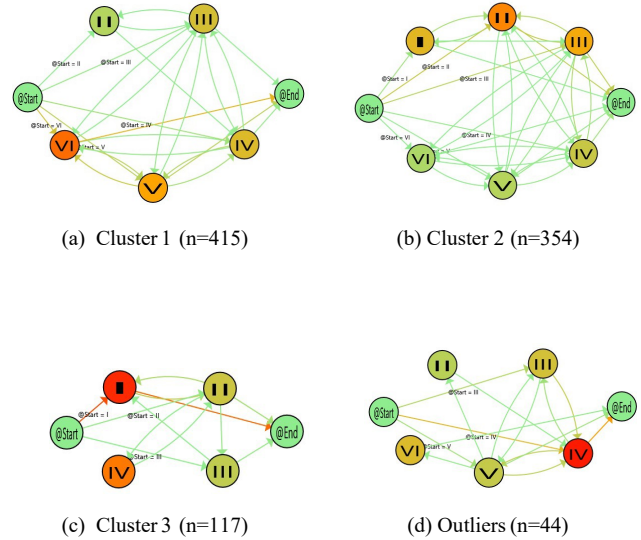 II
III
@Start = II
@Start = III
@Start
@End
@Start = VI
@Start = IV
VI
Start = V
IV
V
(a) Cluster 1 (n=415)
II
I
III
@Start = I
@Start = II
@Start = III
@Start
@End
@Start = VI
@Start = IV
VI
IV
V
(b) Cluster 2 (n=354)
I
II
@Start = I
@Start = II
@Start
@End
@Start = III
IV
III
(c) Cluster 3 (n=117)
II
III
@Start = III
@Start
@End
@Start = IV
VI
@Start = V
IV
V
(d) Outliers (n=44)